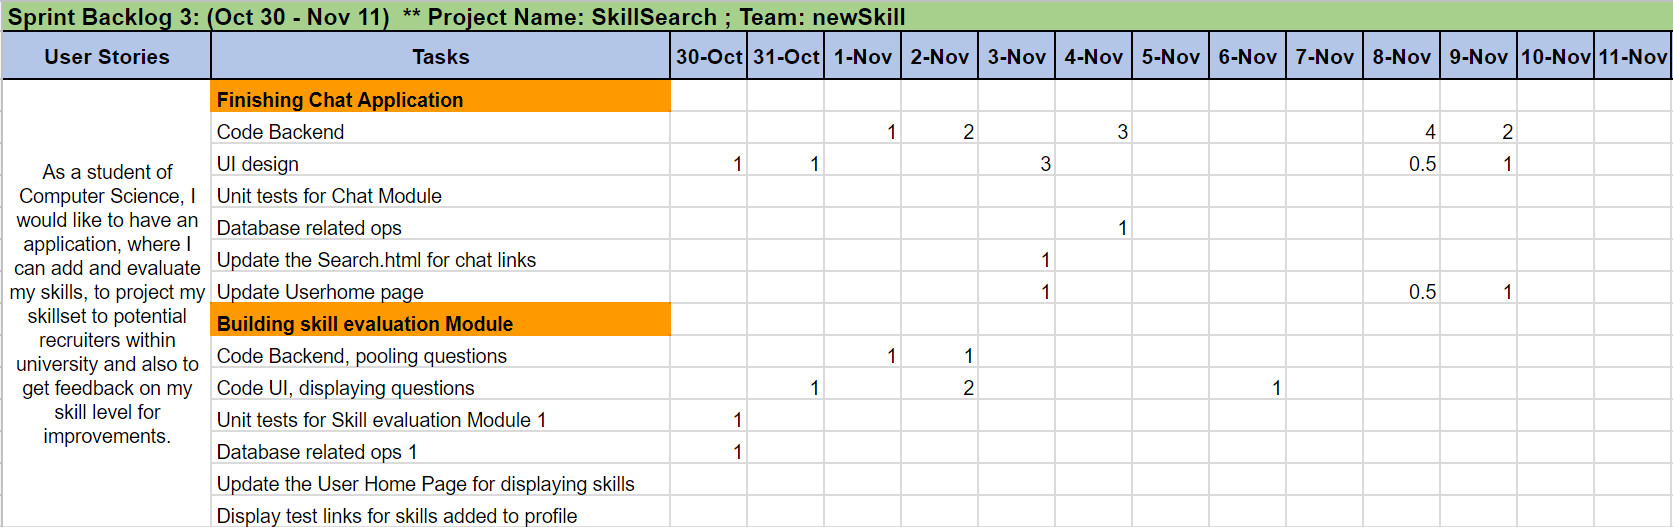 Sprint Backlog 3: (Oct 30 - Nov 11)  ** Project Name: SkillSearch ; Team: newSkill
User Stories Tasks 30-Oct 31-Oct 1-Nov 2-Nov 3-Nov 4-Nov 5-Nov 6-Nov 7-Nov 8-Nov 9-Nov 10-Nov 11-Nov
As a student of
Computer Science, I
would like to have an
application, where I
can add and evaluate
my skills, to project my
skillset to potential
recruiters within
university and also to
get feedback on my
skill level for
improvements.
Finishing Chat Application
Code Backend 1 2 3 4 2
UI design 1 1 3 0.5 1
Unit tests for Chat Module
Database related ops 1
Update the Search.html for chat links 1
Update Userhome page 1 0.5 1
Building skill evaluation Module
Code Backend, pooling questions 1 1
Code UI, displaying questions 1 2 1
Unit tests for Skill evaluation Module 1 1
Database related ops 1 1
Update the User Home Page for displaying skills
Display test links for skills added to profile